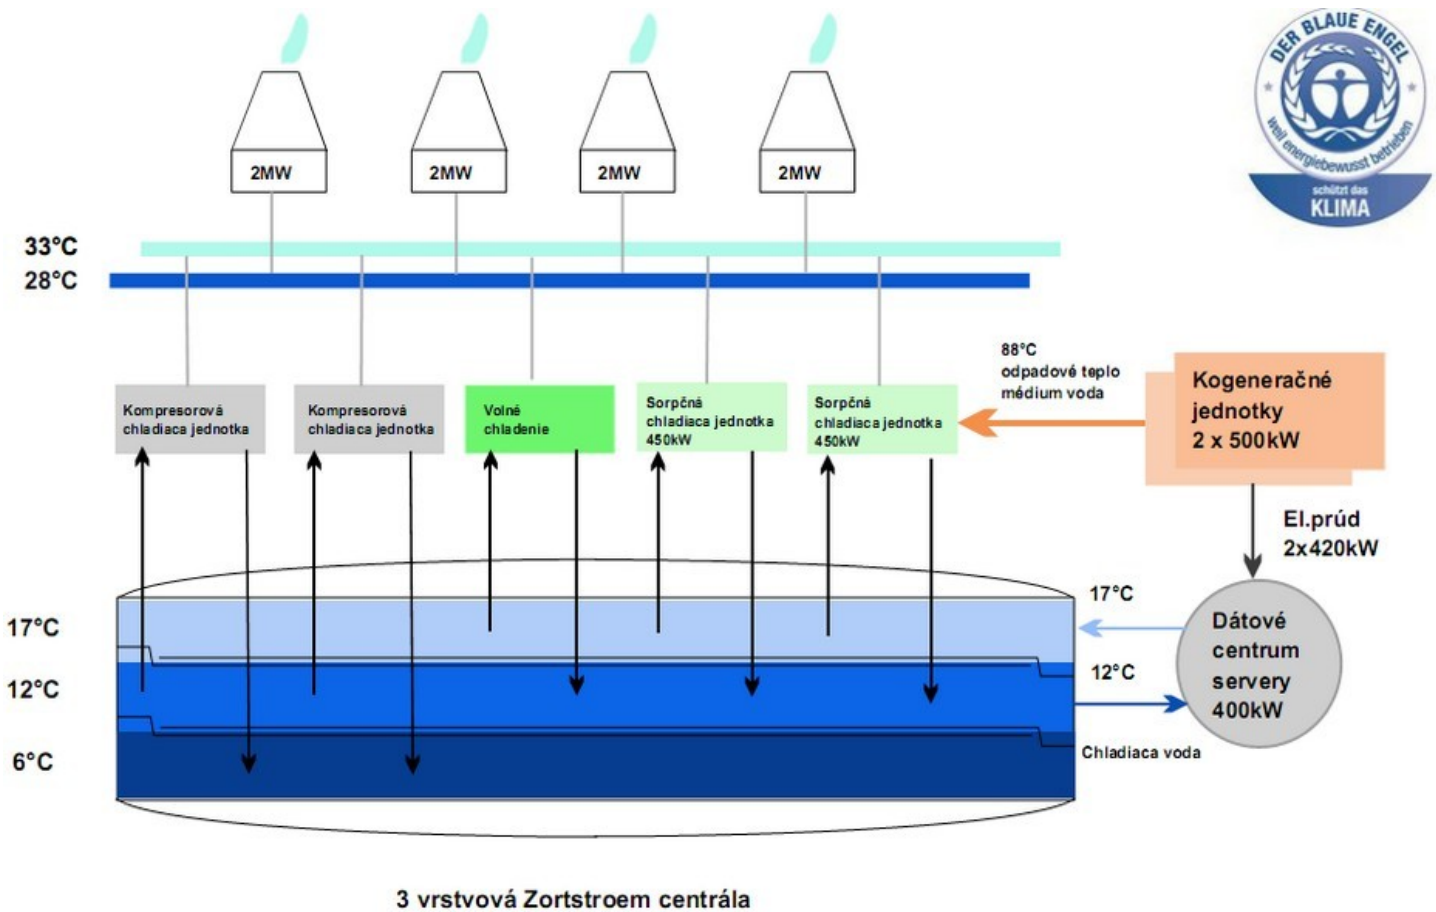 DER BLAUE ENGEL
weil energiebewusst betrieben
schützt das
KLIMA
2MW
2MW
2MW
2MW
33°C
28°C
Kompresorová
chladiaca jednotka
Kompresorová
chladiaca jednotka
Volné
chladenie
Sorpčná
chladiaca jednotka
450kW
Sorpčná
chladiaca jednotka
450kW
88°C
odpadové teplo
médium voda
Kogeneračné
jednotky
2 x 500kW
El.prúd
2x420kW
17°C
12°C
6°C
17°C
12°C
Dátové
centrum
servery
400kW
Chladiaca voda
3 vrstvová Zortstroem centrála